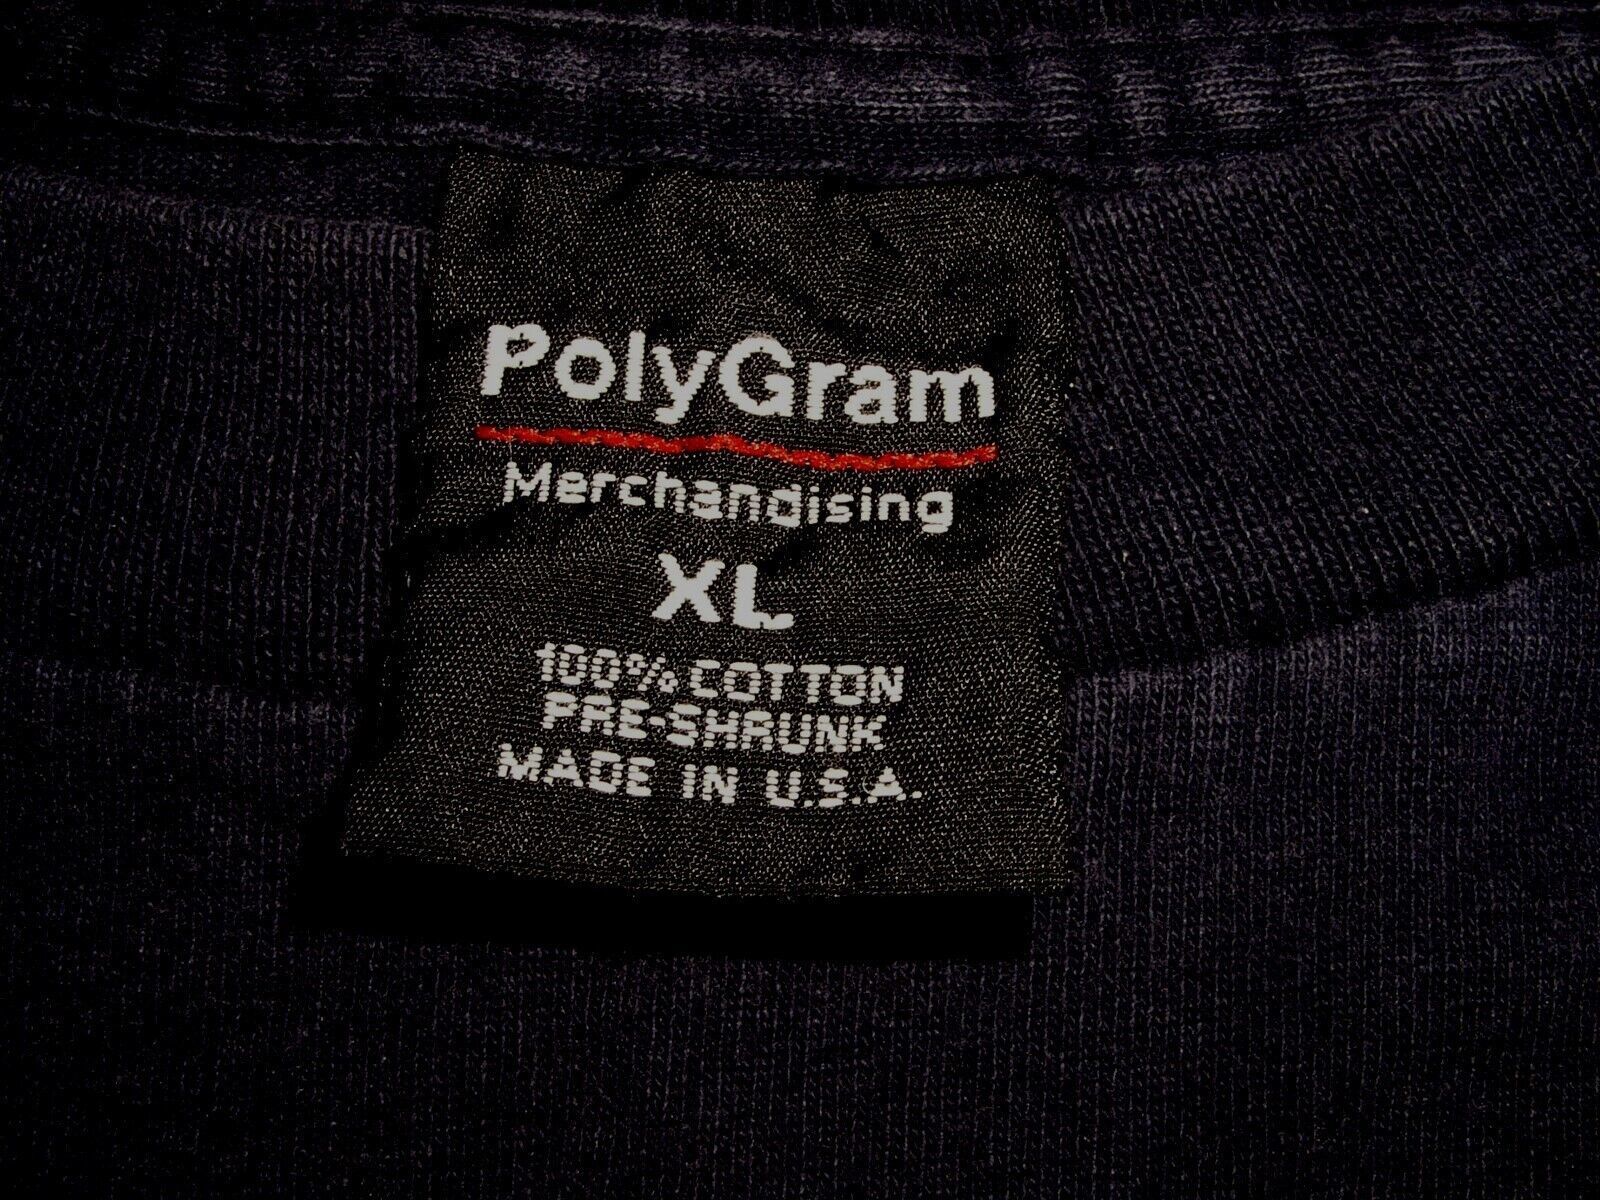 PolyGram
Merchandising
XL
100% COTTON
PRE-SHRUNK
MADE IN U.S.A.